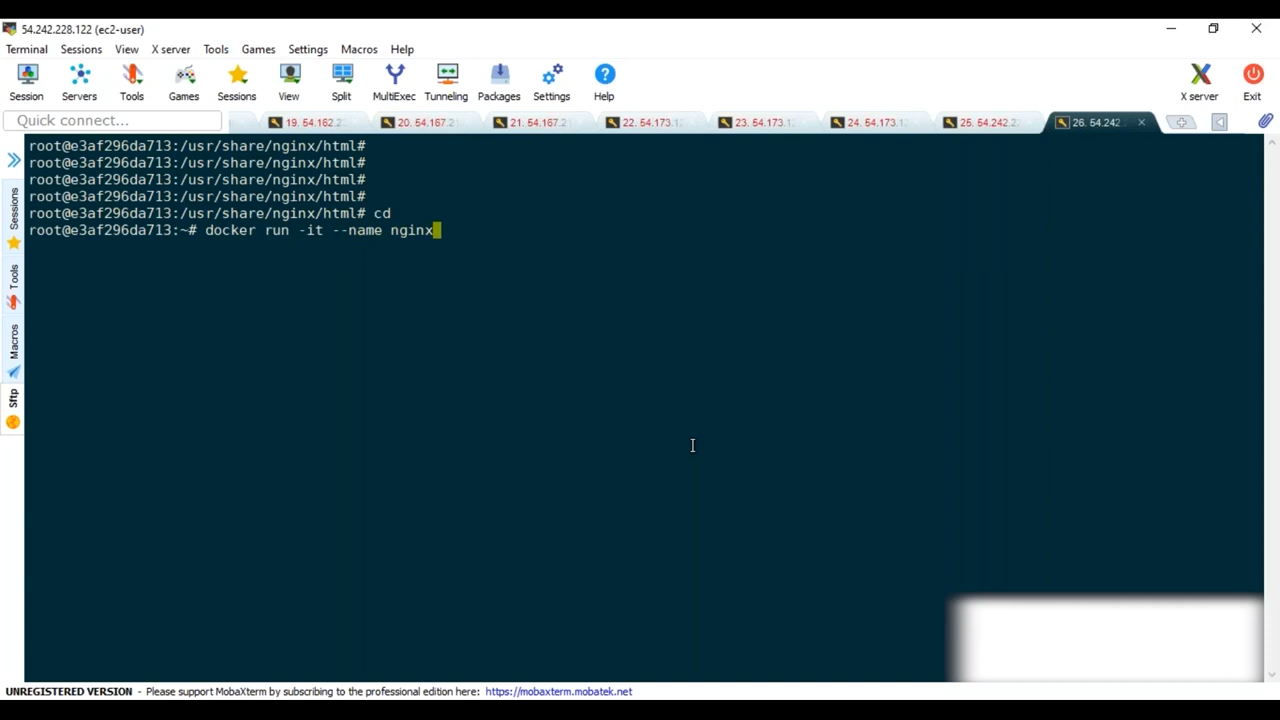 54.242.228.122 (ec2-user)
Terminal Sessions View X server Tools Games Settings Macros Help
Session Servers Tools Games Sessions View Split MultiExec Tunneling Packages Settings Help X server Exit
Quick connect...
19. 54.162.2 20. 54.167.2 21. 54.167. 22. 54.173.1 23. 54.173.1 24. 54.173.1 25. 54.242.2 26. 54.242.
root@e3af296da713:/usr/share/nginx/html#
root@e3af296da713:/usr/share/nginx/html#
root@e3af296da713:/usr/share/nginx/html#
root@e3af296da713:/usr/share/nginx/html#
root@e3af296da713:/usr/share/nginx/html# cd
root@e3af296da713:~# docker run -it --name nginx
Sessions
Tools
Macros
Sftp
UNREGISTERED VERSION - Please support MobaXterm by subscribing to the professional edition here: https://mobaxterm.mobatek.net